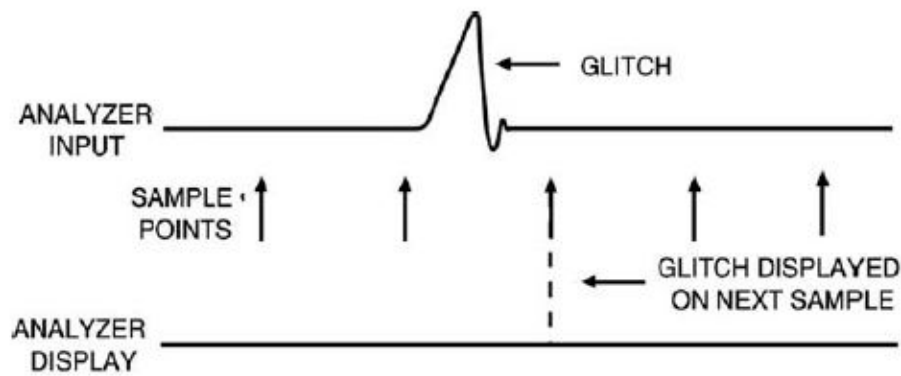 GLITCH
ANALYZER
INPUT
SAMPLE
POINTS
GLITCH DISPLAYED
ON NEXT SAMPLE
ANALYZER
DISPLAY